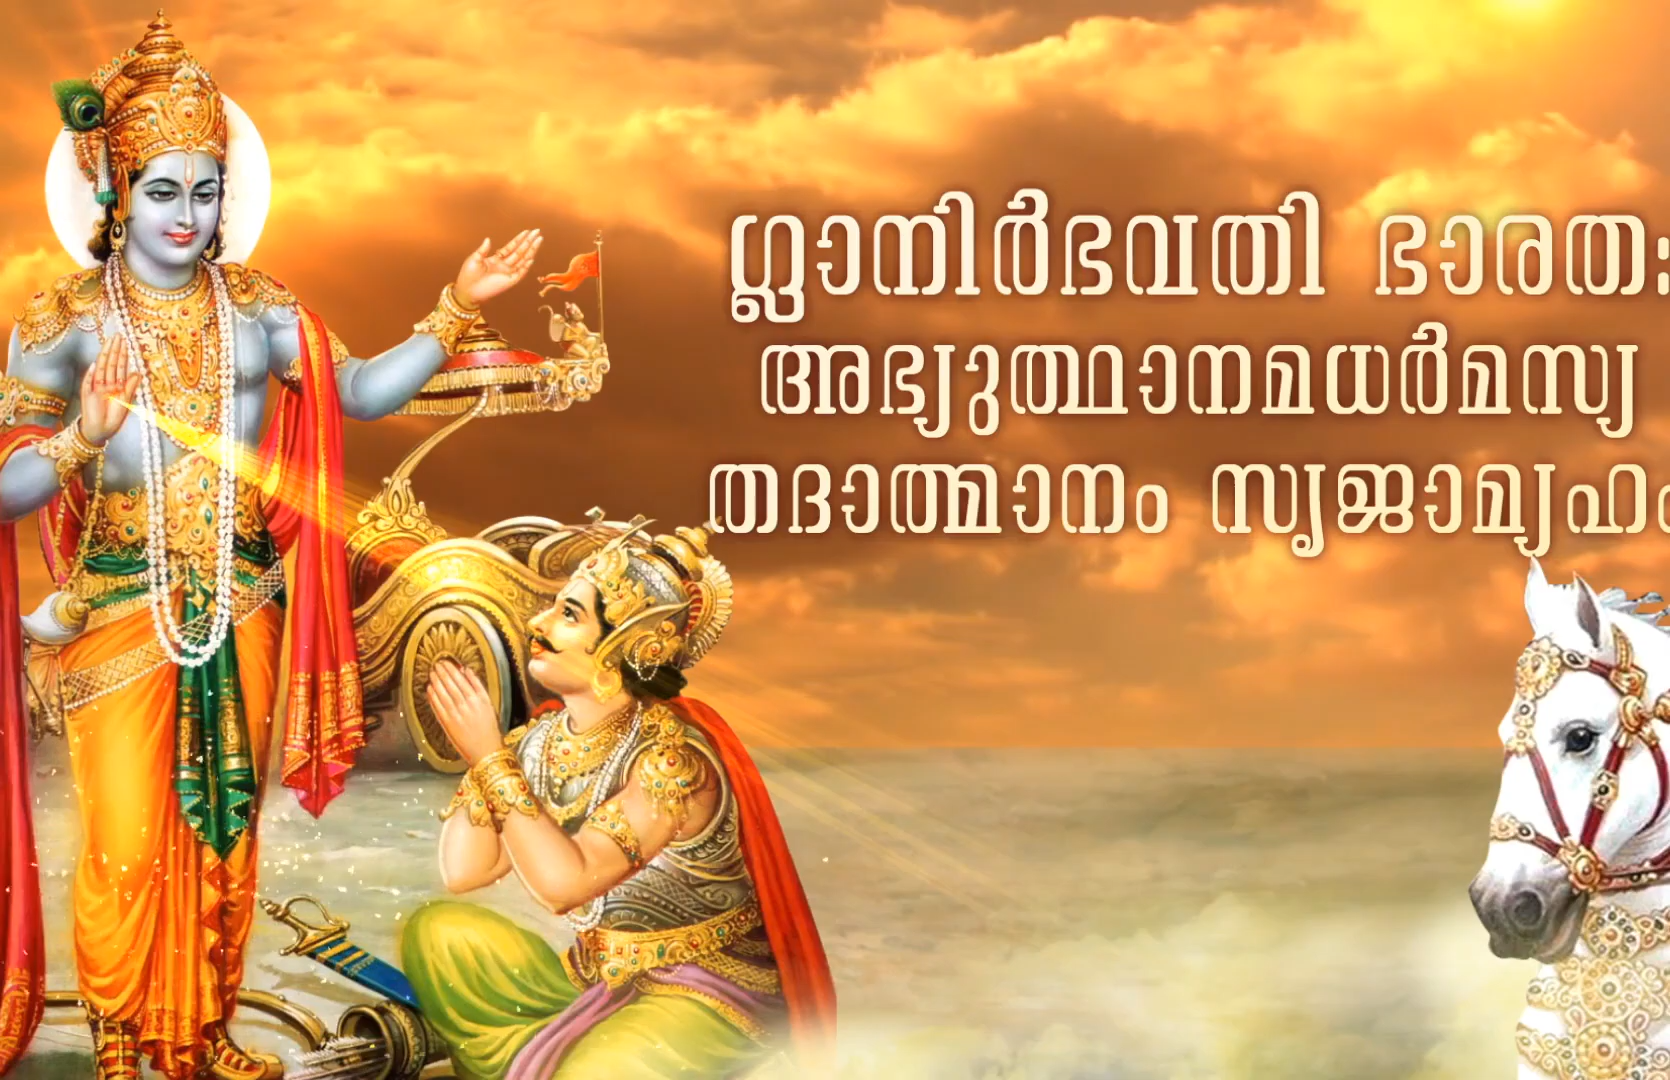 ഗ്ലാനിർഭവതി ഭാരത:
അഭ്യുത്ഥാനമധർമസ്യ
തദാത്മാനം സൃജാമ്യഹം